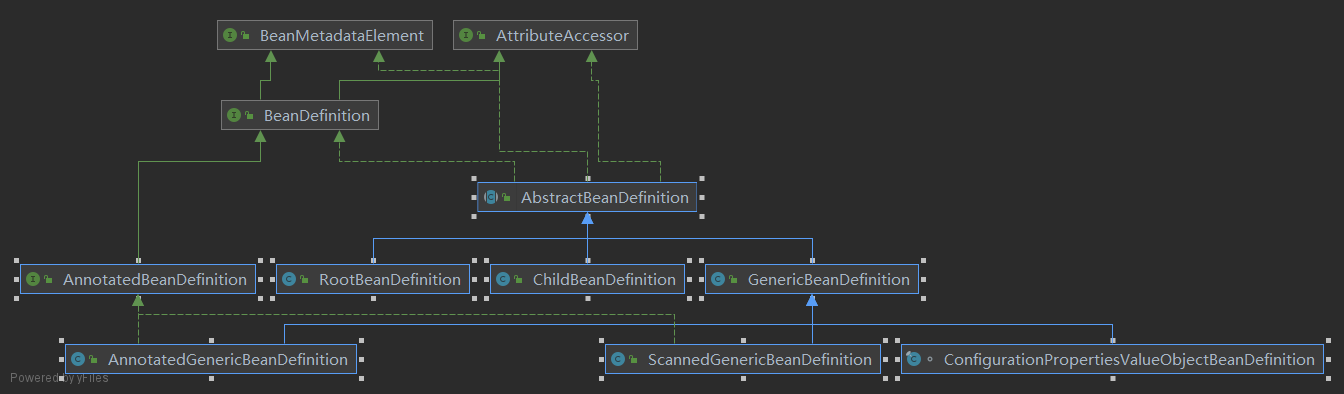 BeanMetadataElement
AttributeAccessor
BeanDefinition
AbstractBeanDefinition
AnnotatedBeanDefinition
RootBeanDefinition
ChildBeanDefinition
GenericBeanDefinition
AnnotatedGenericBeanDefinition
ScannedGenericBeanDefinition
ConfigurationPropertiesValueObjectBeanDefinition
Powered by yFiles